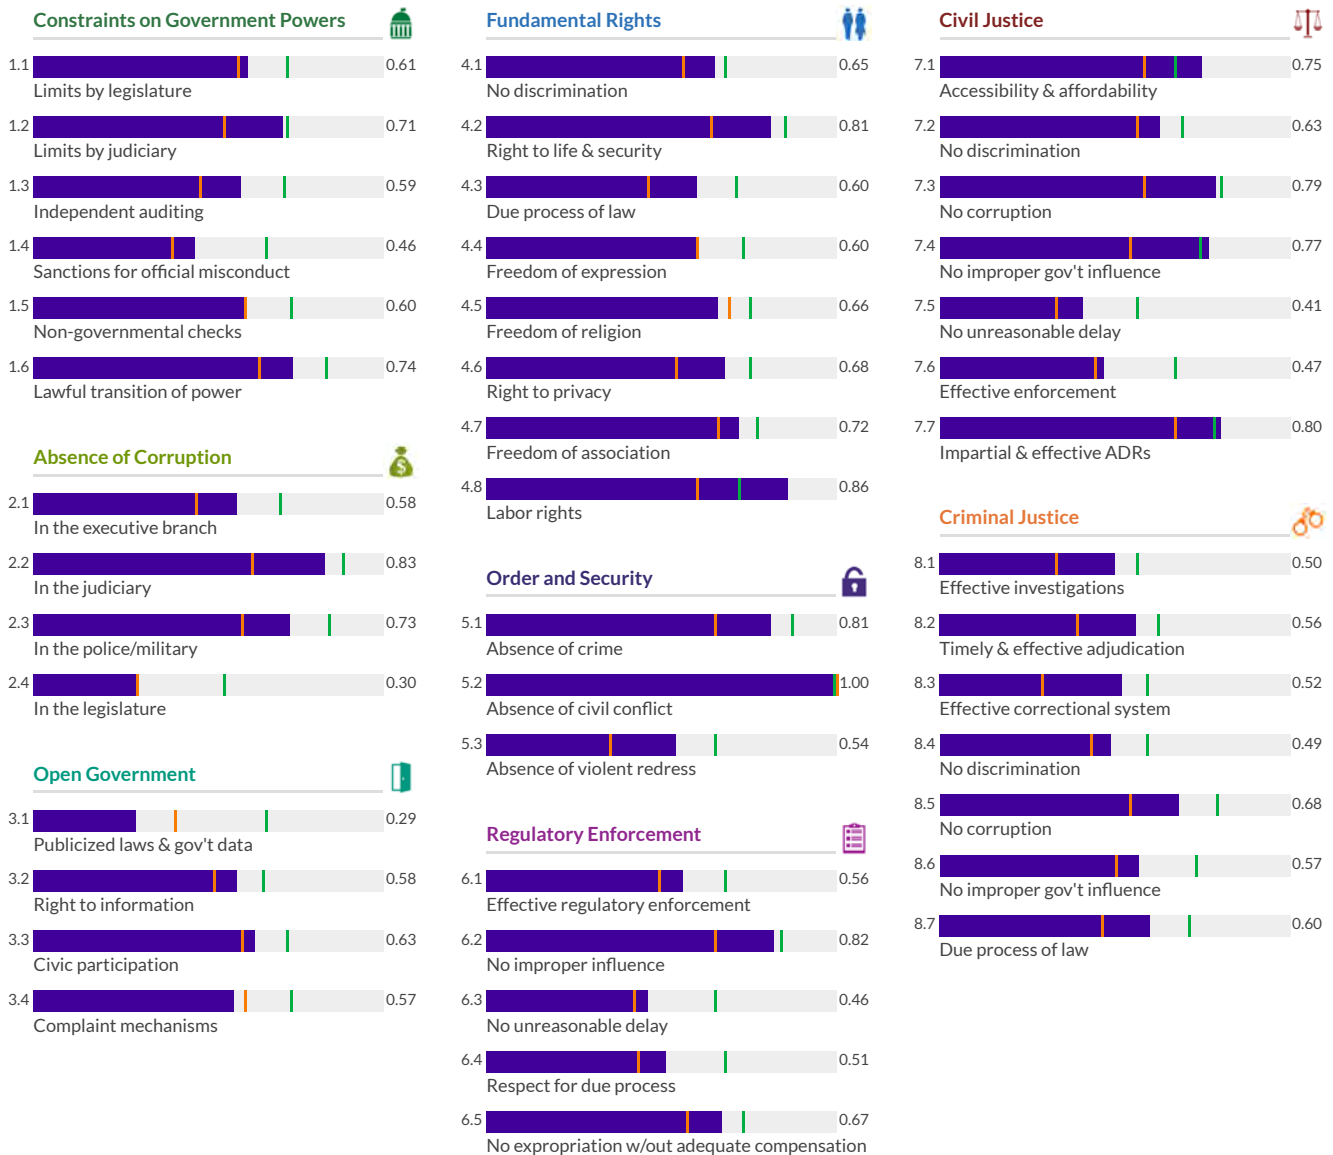 Constraints on Government Powers
1.1 0.61
Limits by legislature
1.2 0.71
Limits by judiciary
1.3 0.59
Independent auditing
1.4 0.46
Sanctions for official misconduct
1.5 0.60
Non-governmental checks
1.6 0.74
Lawful transition of power
Absence of Corruption
$
2.1 0.58
In the executive branch
2.2 0.83
In the judiciary
2.3 0.73
In the police/military
2.4 0.30
In the legislature
Open Government
3.1 0.29
Publicized laws & gov't data
3.2 0.58
Right to information
3.3 0.63
Civic participation
3.4 0.57
Complaint mechanisms
Fundamental Rights
4.1 0.65
No discrimination
4.2 0.81
Right to life & security
4.3 0.60
Due process of law
4.4 0.60
Freedom of expression
4.5 0.66
Freedom of religion
4.6 0.68
Right to privacy
4.7 0.72
Freedom of association
4.8 0.86
Labor rights
Order and Security
5.1 0.81
Absence of crime
5.2 1.00
Absence of civil conflict
5.3 0.54
Absence of violent redress
Regulatory Enforcement
6.1 0.56
Effective regulatory enforcement
6.2 0.82
No improper influence
6.3 0.46
No unreasonable delay
6.4 0.51
Respect for due process
6.5 0.67
No expropriation w/out adequate compensation
Civil Justice
7.1 0.75
Accessibility & affordability
7.2 0.63
No discrimination
7.3 0.79
No corruption
7.4 0.77
No improper gov't influence
7.5 0.41
No unreasonable delay
7.6 0.47
Effective enforcement
7.7 0.80
Impartial & effective ADRs
Criminal Justice
8.1 0.50
Effective investigations
8.2 0.56
Timely & effective adjudication
8.3 0.52
Effective correctional system
8.4 0.49
No discrimination
8.5 0.68
No corruption
8.6 0.57
No improper gov't influence
8.7 0.60
Due process of law